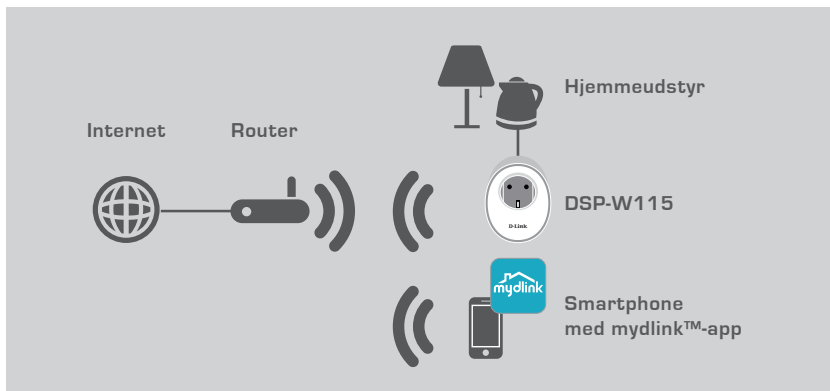 Hjemmeudstyr
Internet
Router
DSP-W115
D-Link
mydlink
Smartphone
med mydlink™-app